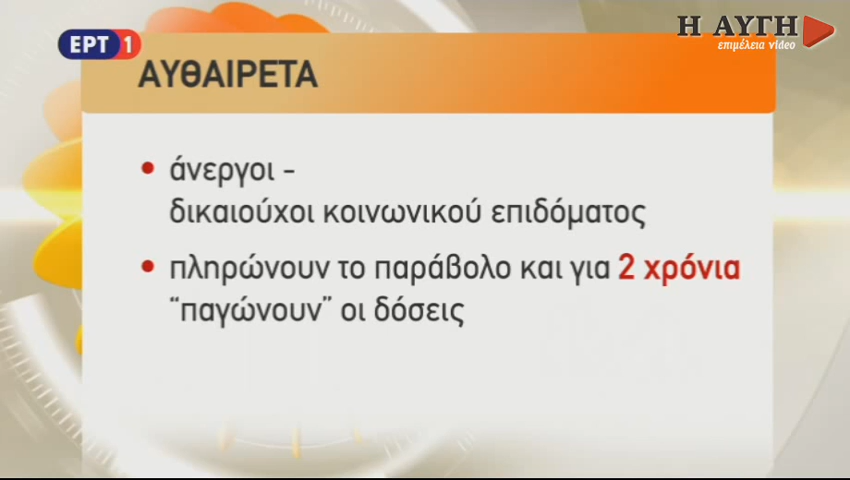 ΕΡΤ 1
Η ΑΥΓΗ
επιμέλεια video
ΑΥΘΑΙΡΕΤΑ
• άνεργοι -
δικαιούχοι κοινωνικού επιδόματος
• πληρώνουν το παράβολο και για 2 χρόνια
“παγώνουν” οι δόσεις